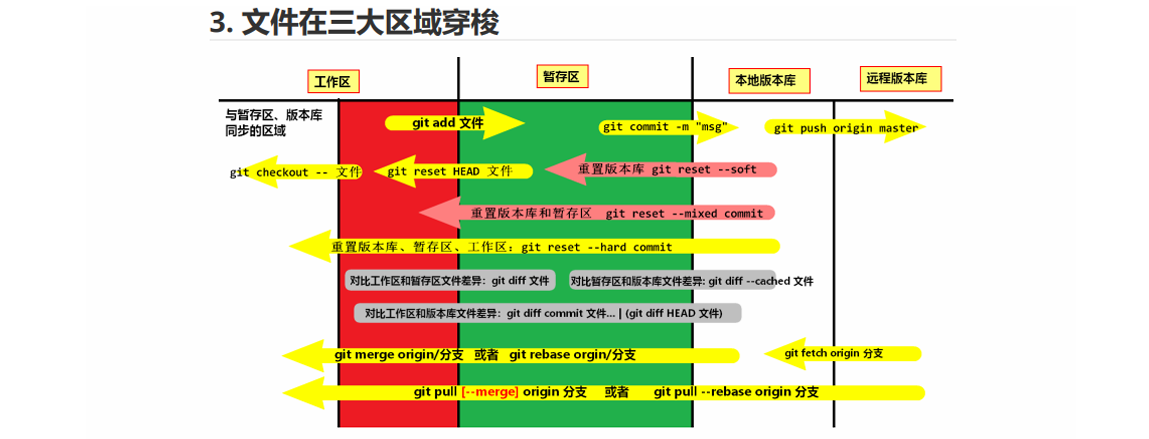 3. 文件在三大区域穿梭
工作区
暂存区
本地版本库
远程版本库
与暂存区、版本库
同步的区域
git add 文件
git commit -m "msg"
git push origin master
git checkout -- 文件
git reset HEAD 文件
重置版本库 git reset --soft
重置版本库和暂存区 git reset --mixed commit
重置版本库、暂存区、工作区：git reset --hard commit
对比工作区和暂存区文件差异：git diff 文件
对比暂存区和版本库文件差异: git diff --cached 文件
对比工作区和版本库文件差异：git diff commit 文件... | (git diff HEAD 文件)
git merge origin/分支 或者 git rebase orgin/分支
git fetch origin 分支
git pull [--merge] origin 分支 或者 git pull --rebase origin 分支